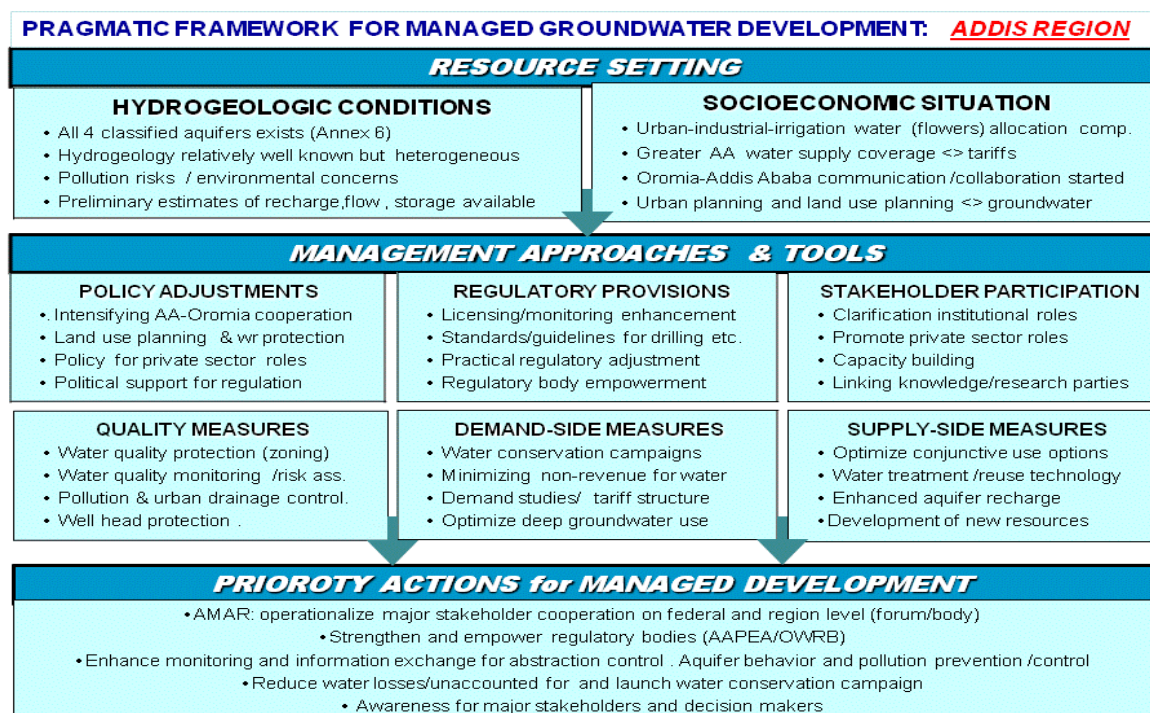 PRAGMATIC FRAMEWORK FOR MANAGED GROUNDWATER DEVELOPMENT: ADDIS REGION
RESOURCE SETTING
HYDROGEOLOGIC CONDITIONS
• All 4 classified aquifers exists (Annex 6)
• Hydrogeology relatively well known but heterogeneous
• Pollution risks / environmental concerns
• Preliminary estimates of recharge,flow , storage available
SOCIOECONOMIC SITUATION
• Urban-industrial-irrigation water (flowers) allocation comp.
• Greater AA water supply coverage <> tariffs
• Oromia-Addis Ababa communication /collaboration started
• Urban planning and land use planning <> groundwater
MANAGEMENT APPROACHES & TOOLS
POLICY ADJUSTMENTS
•. Intensifying AA-Oromia cooperation
• Land use planning & wr protection
• Policy for private sector roles
• Political support for regulation
REGULATORY PROVISIONS
• Licensing/monitoring enhancement
• Standards/guidelines for drilling etc.
• Practical regulatory adjustment
• Regulatory body empowerment
STAKEHOLDER PARTICIPATION
• Clarification institutional roles
• Promote private sector roles
• Capacity building
• Linking knowledge/research parties
QUALITY MEASURES
• Water quality protection (zoning)
• Water quality monitoring /risk ass.
• Pollution & urban drainage control.
• Well head protection .
DEMAND-SIDE MEASURES
• Water conservation campaigns
• Minimizing non-revenue for water
• Demand studies/ tariff structure
• Optimize deep groundwater use
SUPPLY-SIDE MEASURES
• Optimize conjunctive use options
• Water treatment /reuse technology
• Enhanced aquifer recharge
•Development of new resources
PRIOROTY ACTIONS for MANAGED DEVELOPMENT
•AMAR: operationalize major stakeholder cooperation on federal and region level (forum/body)
•Strengthen and empower regulatory bodies (AAPEA/OWRB)
•Enhance monitoring and information exchange for abstraction control . Aquifer behavior and pollution prevention /control
•Reduce water losses/unaccounted for and launch water conservation campaign
• Awareness for major stakeholders and decision makers